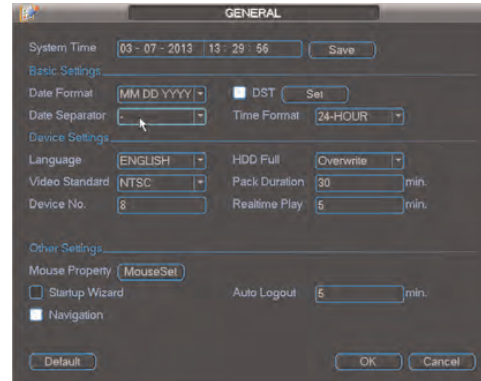 GENERAL
System Time 03 - 07 - 2013 13 : 29 : 56 Save
Basic Settings
Date Format MM DD YYYY DST Set
Date Separator - Time Format 24-HOUR
Device Settings
Language ENGLISH HDD Full Overwrite
Video Standard NTSC Pack Duration 30 min.
Device No. 8 Realtime Play 5 min.
Other Settings
Mouse Property MouseSet
Startup Wizard Auto Logout 5 min.
Navigation
Default OK Cancel